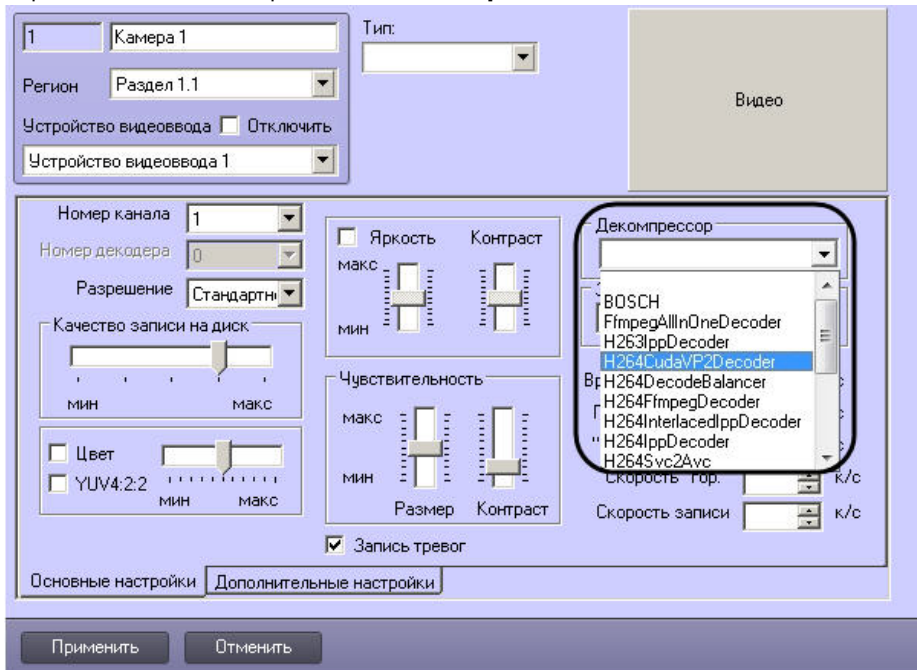 1 Камера 1
Тип:
Регион Раздел 1.1
Устройство видеоввода Отключить
Устройство видеоввода 1
Видео
Номер канала 1
Номер декодера 0
Разрешение Стандартн
Качество записи на диск
мин макс
Цвет
YUV4:2:2
мин макс
Яркость Контраст
макс
мин
Чувствительность
макс
мин
Размер Контраст
Запись тревог
Декомпрессор
BOSCH
FfmpegAllInOneDecoder
H263IppDecoder
H264CudaVP2Decoder
H264DecodeBalancer
H264FfmpegDecoder
H264InterlacedIppDecoder
H264IppDecoder
H264Svc2Avc
Скорость "Гор." к/с
Скорость записи к/с
Основные настройки Дополнительные настройки
Применить Отменить